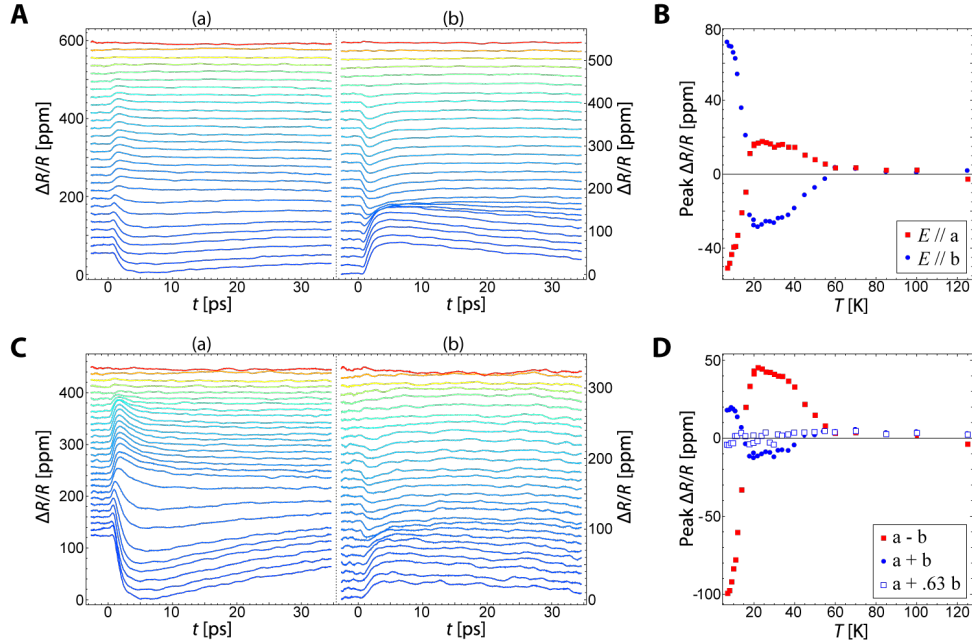 A
(a)
(b)
B
600
400
200
0
ΔR/R [ppm]
0
10
20
30
t [ps]
0
10
20
30
t [ps]
500
400
300
200
100
0
ΔR/R [ppm]
80
40
0
-40
Peak ΔR/R [ppm]
E // a
E // b
20
40
60
80
100
120
T [K]
C
(a)
(b)
D
400
300
200
100
0
ΔR/R [ppm]
0
10
20
30
t [ps]
0
10
20
30
t [ps]
300
200
100
0
ΔR/R [ppm]
50
0
-50
-100
Peak ΔR/R [ppm]
a - b
a + b
a + .63 b
20
40
60
80
100
120
T [K]